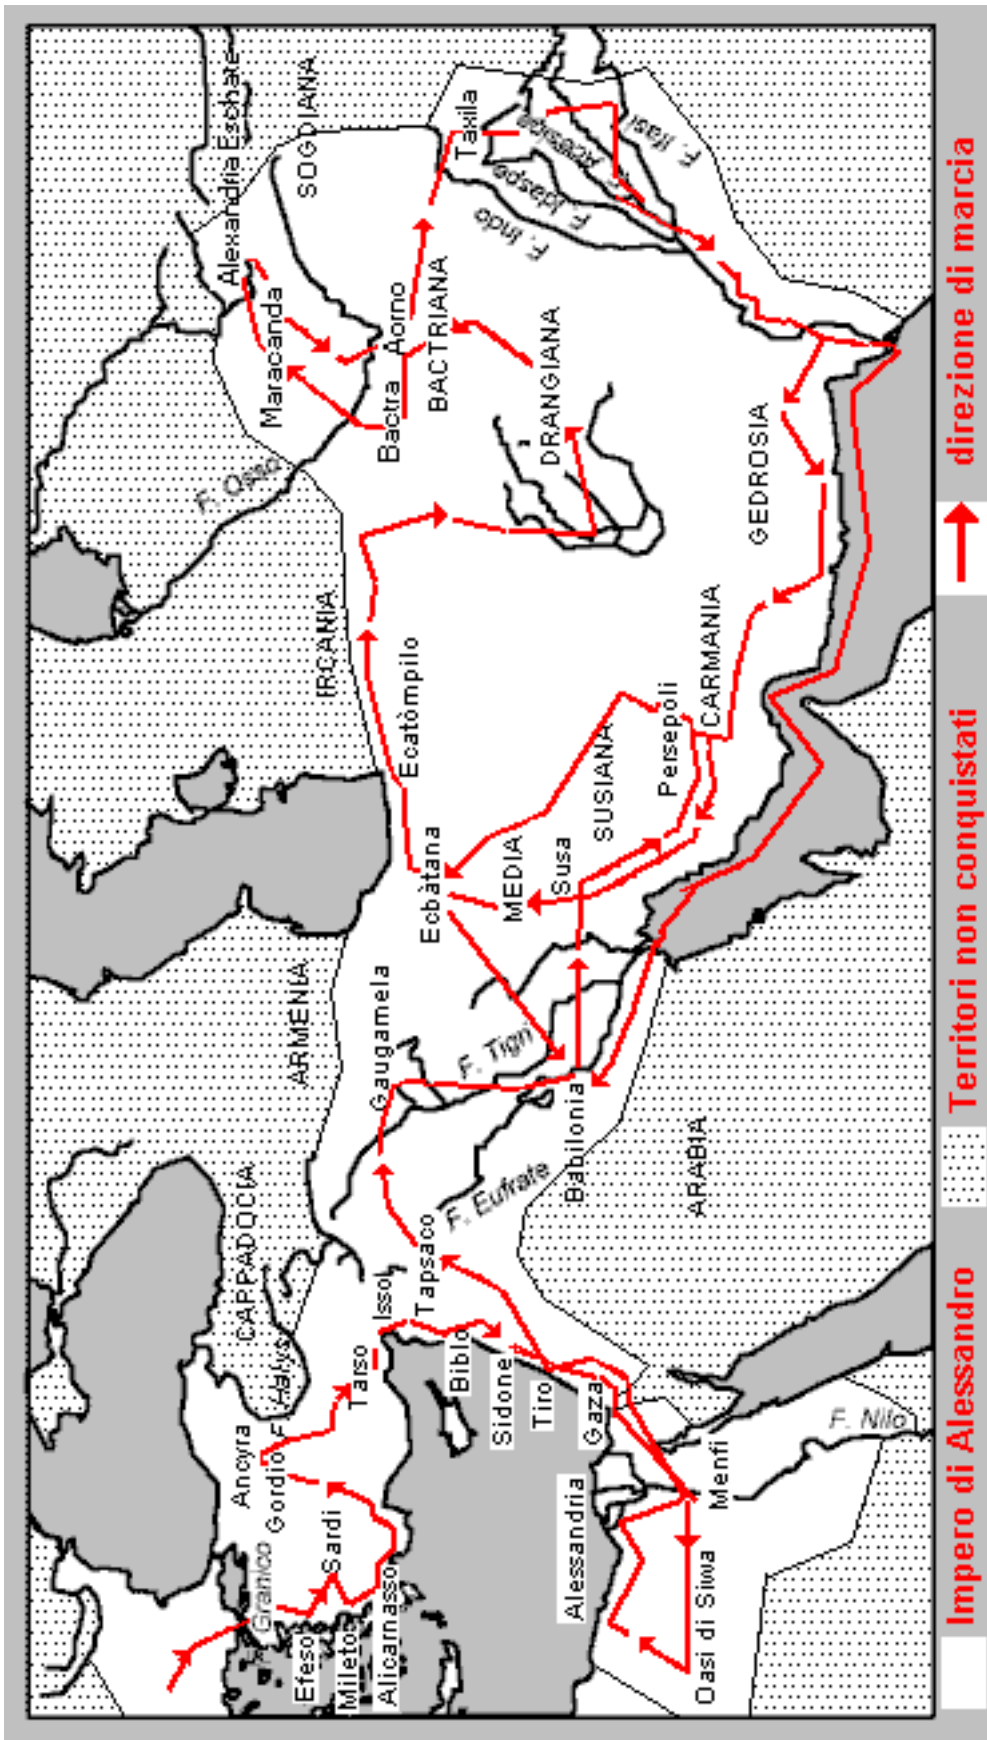 Granico
Efeso
Mileto
Alicarnasso
Sardi
Ancyra
Gordio
F. Halys
CAPPADOCIA
ARMENIA
Tarso
Isso
Tapsaco
Biblo
Sidone
Tiro
Gaza
Alessandria
Menfi
Oasi di Siwa
F. Nilo
ARABIA
F. Eufrate
F. Tigri
Gaugamela
Babilonia
Ecbàtana
MEDIA
Susa
SUSIANA
Persepoli
CARMANIA
Ecatòmpilo
IRCANIA
F. Osso
GEDROSIA
DRANGIANA
BACTRIANA
Bactra
Aorno
Maracanda
Alexandria Eschate
SOGDIANA
Taxila
F. Indo
F. Idaspe
F. Acesine
F. Ifasi
Impero di Alessandro
Territori non conquistati
direzione di marcia